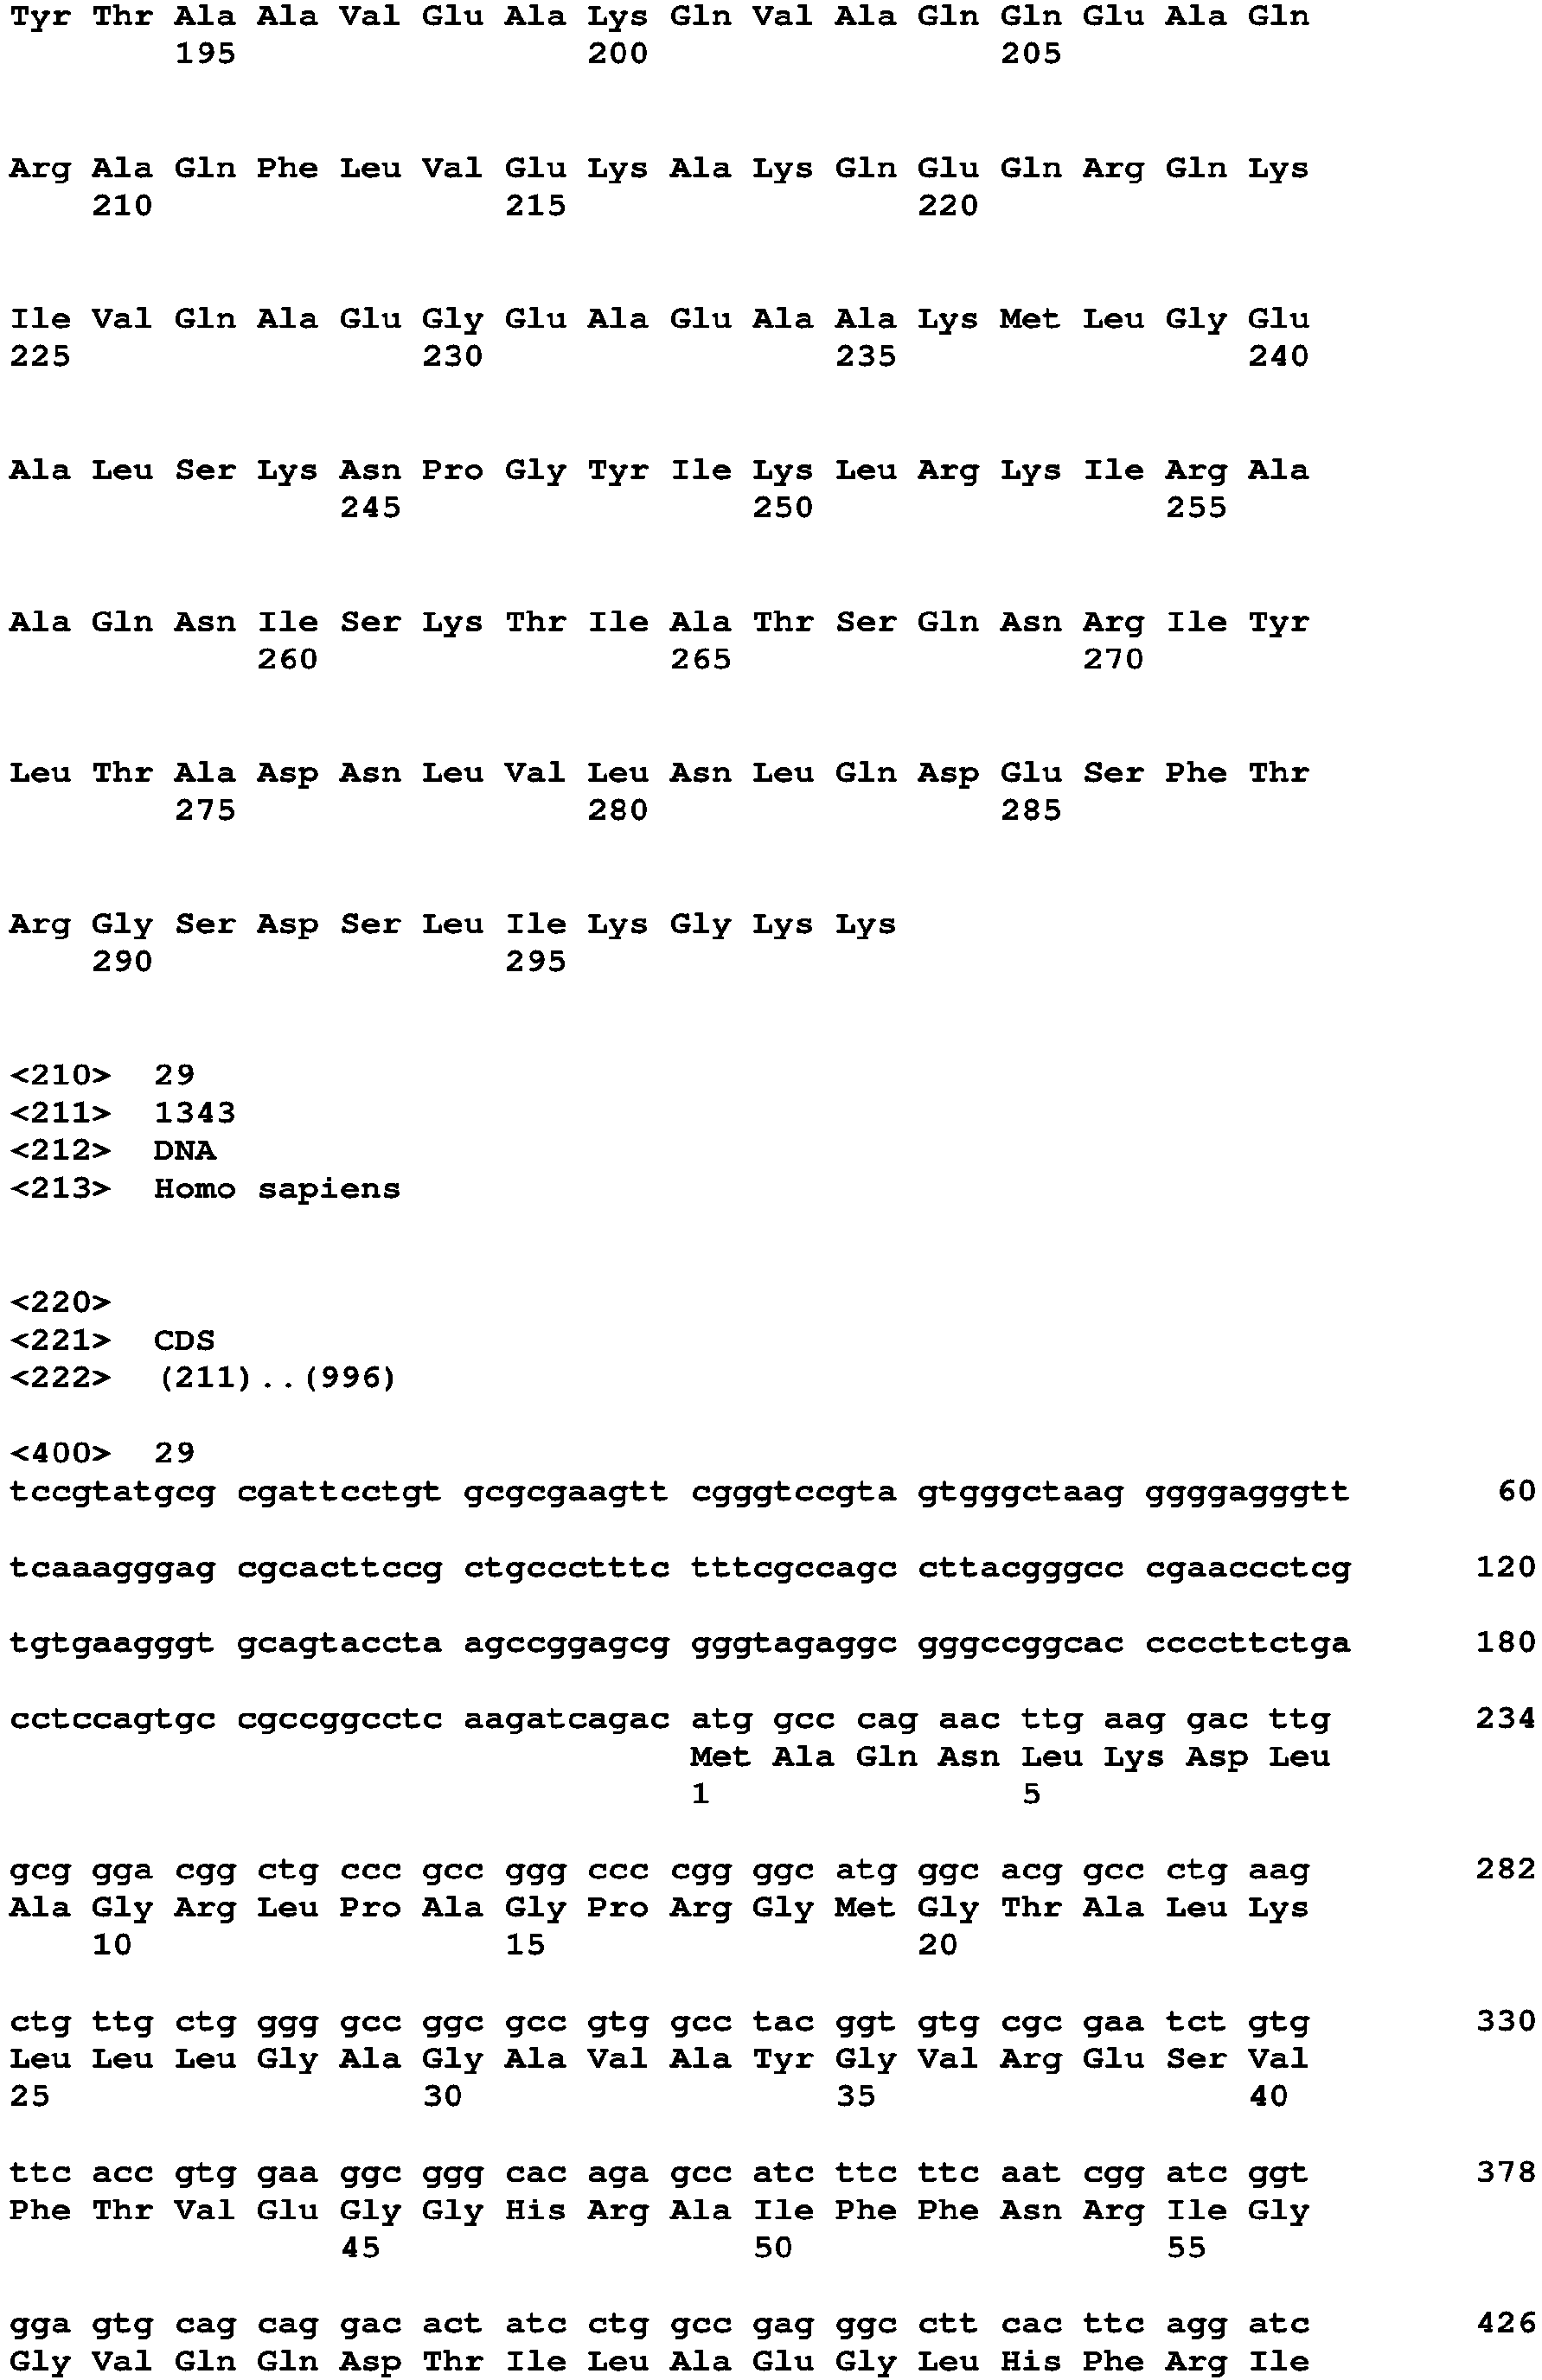 Tyr Thr Ala Ala Val Glu Ala Lys Gln Val Ala Gln Gln Glu Ala Gln
195 200 205
Arg Ala Gln Phe Leu Val Glu Lys Ala Lys Gln Glu Gln Arg Gln Lys
210 215 220
Ile Val Gln Ala Glu Gly Glu Ala Glu Ala Ala Lys Met Leu Gly Glu
225 230 235 240
Ala Leu Ser Lys Asn Pro Gly Tyr Ile Lys Leu Arg Lys Ile Arg Ala
245 250 255
Ala Gln Asn Ile Ser Lys Thr Ile Ala Thr Ser Gln Asn Arg Ile Tyr
260 265 270
Leu Thr Ala Asp Asn Leu Val Leu Asn Leu Gln Asp Glu Ser Phe Thr
275 280 285
Arg Gly Ser Asp Ser Leu Ile Lys Gly Lys Lys
290 295
<210> 29
<211> 1343
<212> DNA
<213> Homo sapiens
<220>
<221> CDS
<222> (211)..(996)
<400> 29
tccgtatgcg cgattcctgt gcgcgaagtt cgggtccgta gtgggctaag ggggagggtt 60
tcaaagggag cgcacttccg ctgccctttc tttcgccagc cttacgggcc cgaaccctcg 120
tgtgaagggt gcagtaccta agccggagcg gggtagaggc gggccggcac ccccttctga 180
cctccagtgc cgccggcctc aagatcagac atg gcc cag aac ttg aag gac ttg 234
Met Ala Gln Asn Leu Lys Asp Leu
1 5
gcg gga cgg ctg ccc gcc ggg ccc cgg ggc atg ggc acg gcc ctg aag 282
Ala Gly Arg Leu Pro Ala Gly Pro Arg Gly Met Gly Thr Ala Leu Lys
10 15 20
ctg ttg ctg ggg gcc ggc gcc gtg gcc tac ggt gtg cgc gaa tct gtg 330
Leu Leu Leu Gly Ala Gly Ala Val Ala Tyr Gly Val Arg Glu Ser Val
25 30 35 40
ttc acc gtg gaa ggc ggg cac aga gcc atc ttc ttc aat cgg atc ggt 378
Phe Thr Val Glu Gly Gly His Arg Ala Ile Phe Phe Asn Arg Ile Gly
45 50 55
gga gtg cag cag gac act atc ctg gcc gag ggc ctt cac ttc agg atc 426
Gly Val Gln Gln Asp Thr Ile Leu Ala Glu Gly Leu His Phe Arg Ile